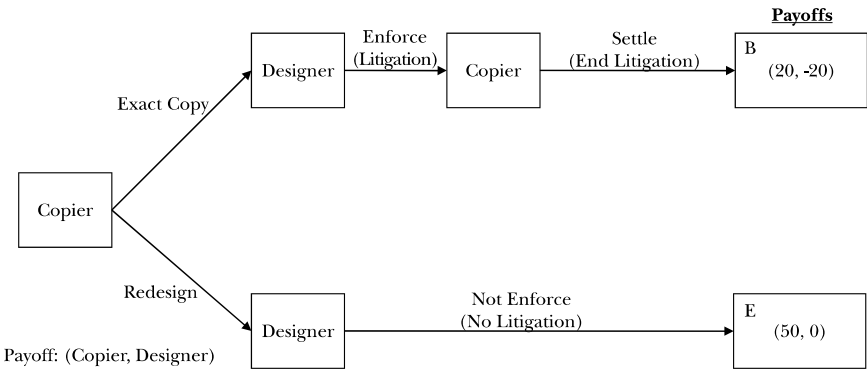 Payoffs
Enforce
(Litigation)
Settle
(End Litigation)
B
Designer
Copier
(20, -20)
Exact Copy
Copier
Redesign
Not Enforce
(No Litigation)
E
Designer
(50, 0)
Payoff: (Copier, Designer)